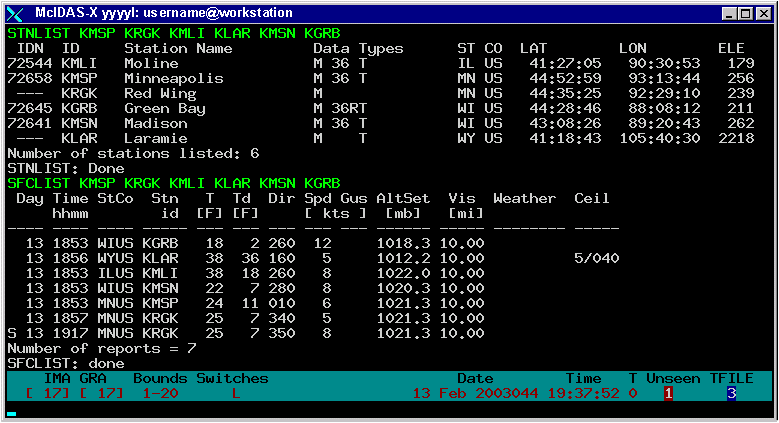 McIDAS-X yyyyI: username@workstation
STNLIST KMSP KRGK KMLI KLAR KMSN KGRB
IDN ID Station Name Data Types ST CO LAT LON ELE
72544 KMLI Moline M 36 T IL US 41:27:05 90:30:53 179
72658 KMSP Minneapolis M 36 T MN US 44:52:59 93:13:44 256
--- KRGK Red Wing M MN US 44:35:25 92:29:10 239
72645 KGRB Green Bay M 36RT WI US 44:28:46 88:08:12 211
72641 KMSN Madison M 36 T WI US 43:08:26 89:20:43 262
--- KLAR Laramie M T WY US 41:18:43 105:40:30 2218
Number of stations listed: 6
STNLIST: Done
SFCLIST KMSP KRGK KMLI KLAR KMSN KGRB
Day Time StCo Stn T Td Dir Spd Gus AltSet Vis Weather Ceil
hhmm id [F] [F] [ kts ] [mb] [mi]
---- ---- ---- ----- --- --- --- --- --- ------ ----- -------- -----
13 1853 WIUS KGRB 18 2 260 12 1018.3 10.00
13 1856 WYUS KLAR 38 36 160 5 1012.2 10.00 5/040
13 1853 ILUS KMLI 38 18 260 8 1022.0 10.00
13 1853 WIUS KMSN 22 7 280 8 1020.3 10.00
13 1853 MNUS KMSP 24 11 010 6 1021.3 10.00
13 1857 MNUS KRGK 25 7 340 5 1021.3 10.00
S 13 1917 MNUS KRGK 25 7 350 8 1021.3 10.00
Number of reports = 7
SFCLIST: done
IMA GRA Bounds Switches Date Time T Unseen TFILE
[ 17] [ 17] 1-20 L 13 Feb 2003044 19:37:52 0 1 3